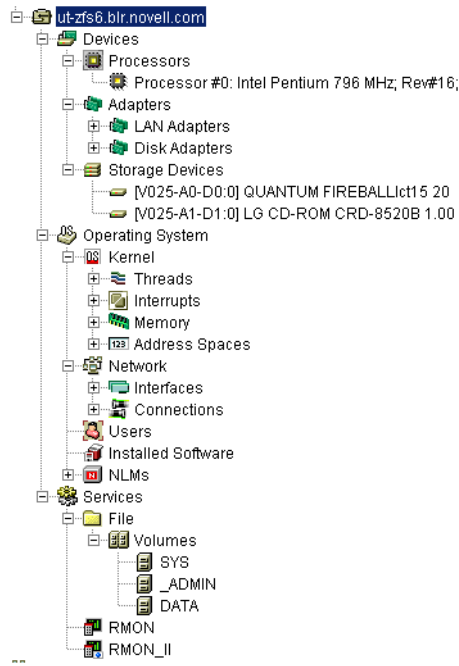 ut-zfs6.blr.novell.com
Devices
Processors
Processor #0: Intel Pentium 796 MHz; Rev#16;
Adapters
LAN Adapters
Disk Adapters
Storage Devices
[V025-A0-D0:0] QUANTUM FIREBALLlct15 20
[V025-A1-D1:0] LG CD-ROM CRD-8520B 1.00
Operating System
OS Kernel
Threads
Interrupts
Memory
123 Address Spaces
Network
Interfaces
Connections
Users
Installed Software
N NLMs
Services
File
Volumes
SYS
_ADMIN
DATA
RMON
RMON_II